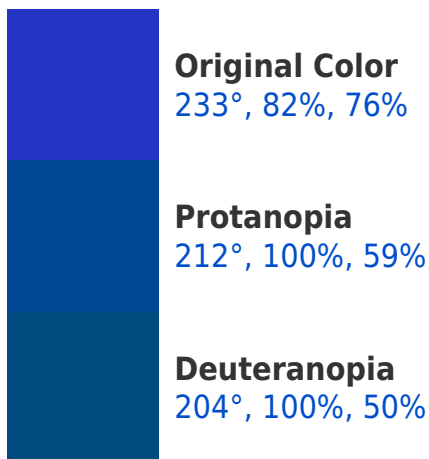 Original Color
233°, 82%, 76%
Protanopia
212°, 100%, 59%
Deuteranopia
204°, 100%, 50%